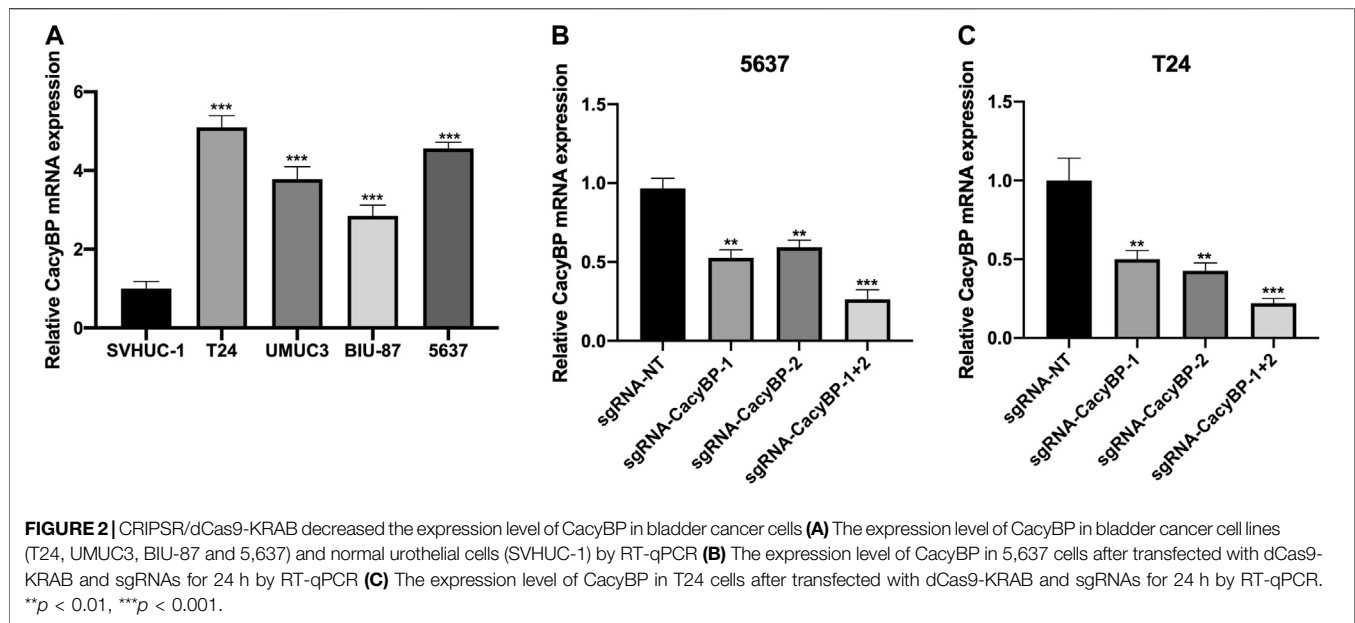 A
Relative CacyBP mRNA expression
6
4
2
0
***
***
***
***
SVHUC-1 T24 UMUC3 BIU-87 5637
B
5637
Relative CacyBP mRNA expression
1.5
1.0
0.5
0.0
**
**
***
sgRNA-NT
sgRNA-CacyBP-1
sgRNA-CacyBP-2
sgRNA-CacyBP-1+2
C
T24
Relative CacyBP mRNA expression
1.5
1.0
0.5
0.0
**
**
***
sgRNA-NT
sgRNA-CacyBP-1
sgRNA-CacyBP-2
sgRNA-CacyBP-1+2
FIGURE 2 | CRIPSR/dCas9-KRAB decreased the expression level of CacyBP in bladder cancer cells (A) The expression level of CacyBP in bladder cancer cell lines
(T24, UMUC3, BIU-87 and 5,637) and normal urothelial cells (SVHUC-1) by RT-qPCR (B) The expression level of CacyBP in 5,637 cells after transfected with dCas9-
KRAB and sgRNAs for 24 h by RT-qPCR (C) The expression level of CacyBP in T24 cells after transfected with dCas9-KRAB and sgRNAs for 24 h by RT-qPCR.
**p < 0.01, ***p < 0.001.